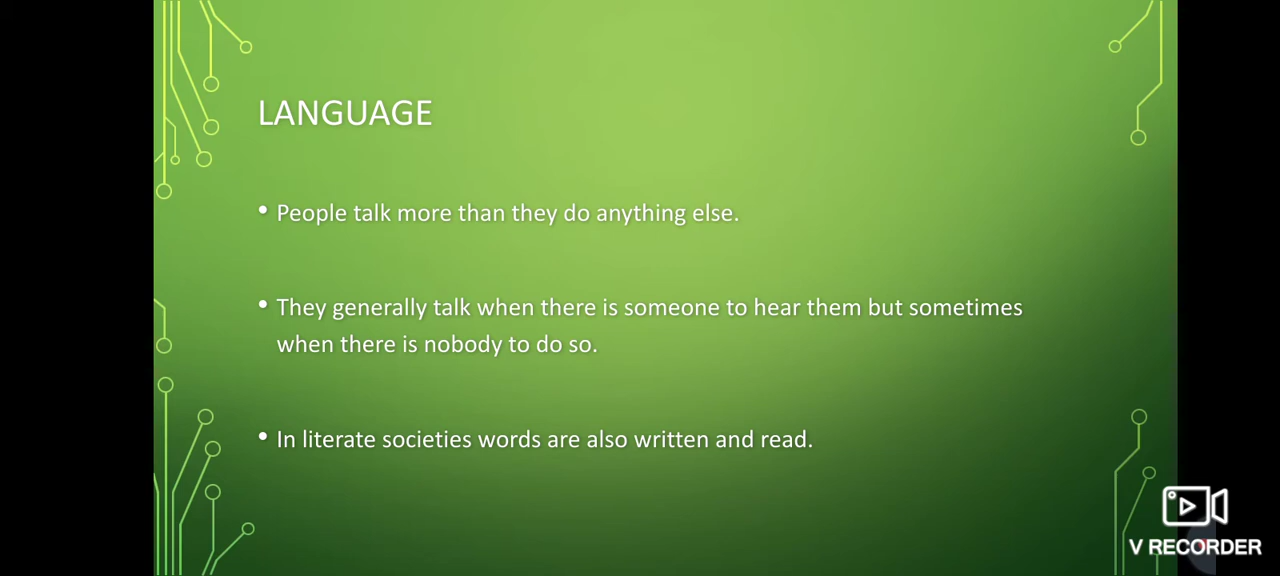 LANGUAGE
• People talk more than they do anything else.
• They generally talk when there is someone to hear them but sometimes
when there is nobody to do so.
• In literate societies words are also written and read.
V RECORDER